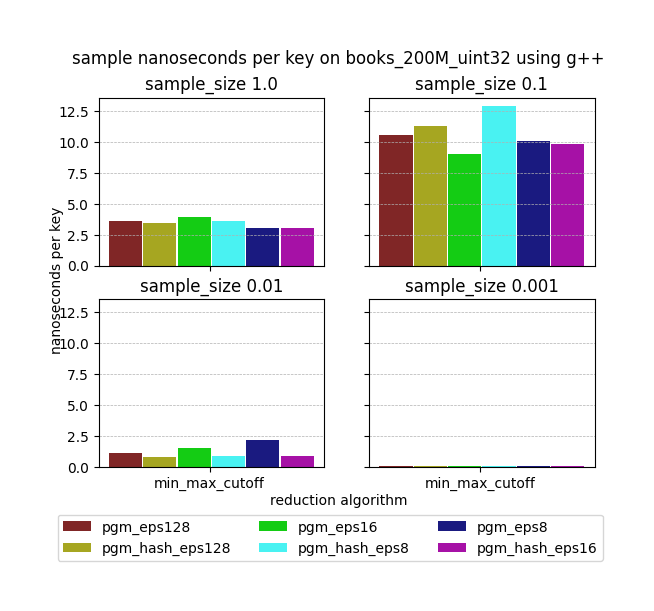 sample nanoseconds per key on books_200M_uint32 using g++
sample_size 1.0
sample_size 0.1
12.5
10.0
7.5
5.0
2.5
0.0
nanoseconds per key
sample_size 0.01
sample_size 0.001
12.5
10.0
7.5
5.0
2.5
0.0
min_max_cutoff
min_max_cutoff
reduction algorithm
pgm_eps128 pgm_eps16 pgm_eps8
pgm_hash_eps128 pgm_hash_eps8 pgm_hash_eps16